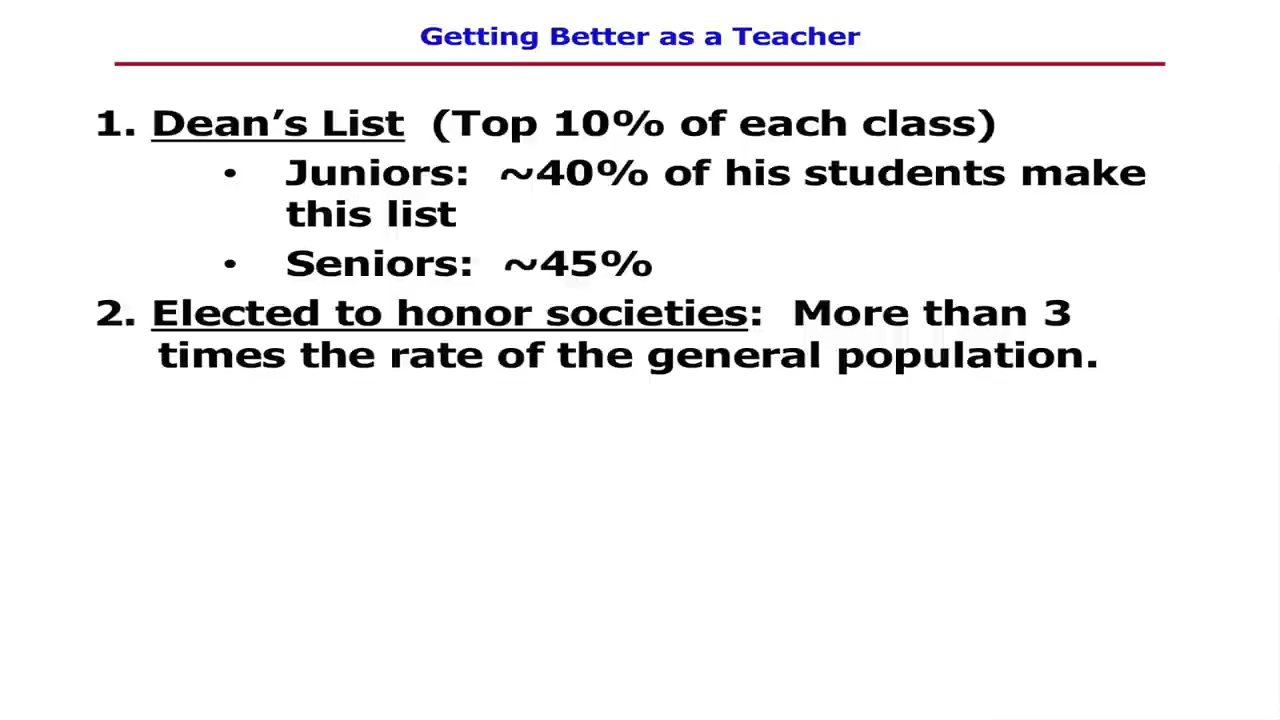 Getting Better as a Teacher
1. Dean’s List (Top 10% of each class)
• Juniors: ~40% of his students make
this list
• Seniors: ~45%
2. Elected to honor societies: More than 3
times the rate of the general population.